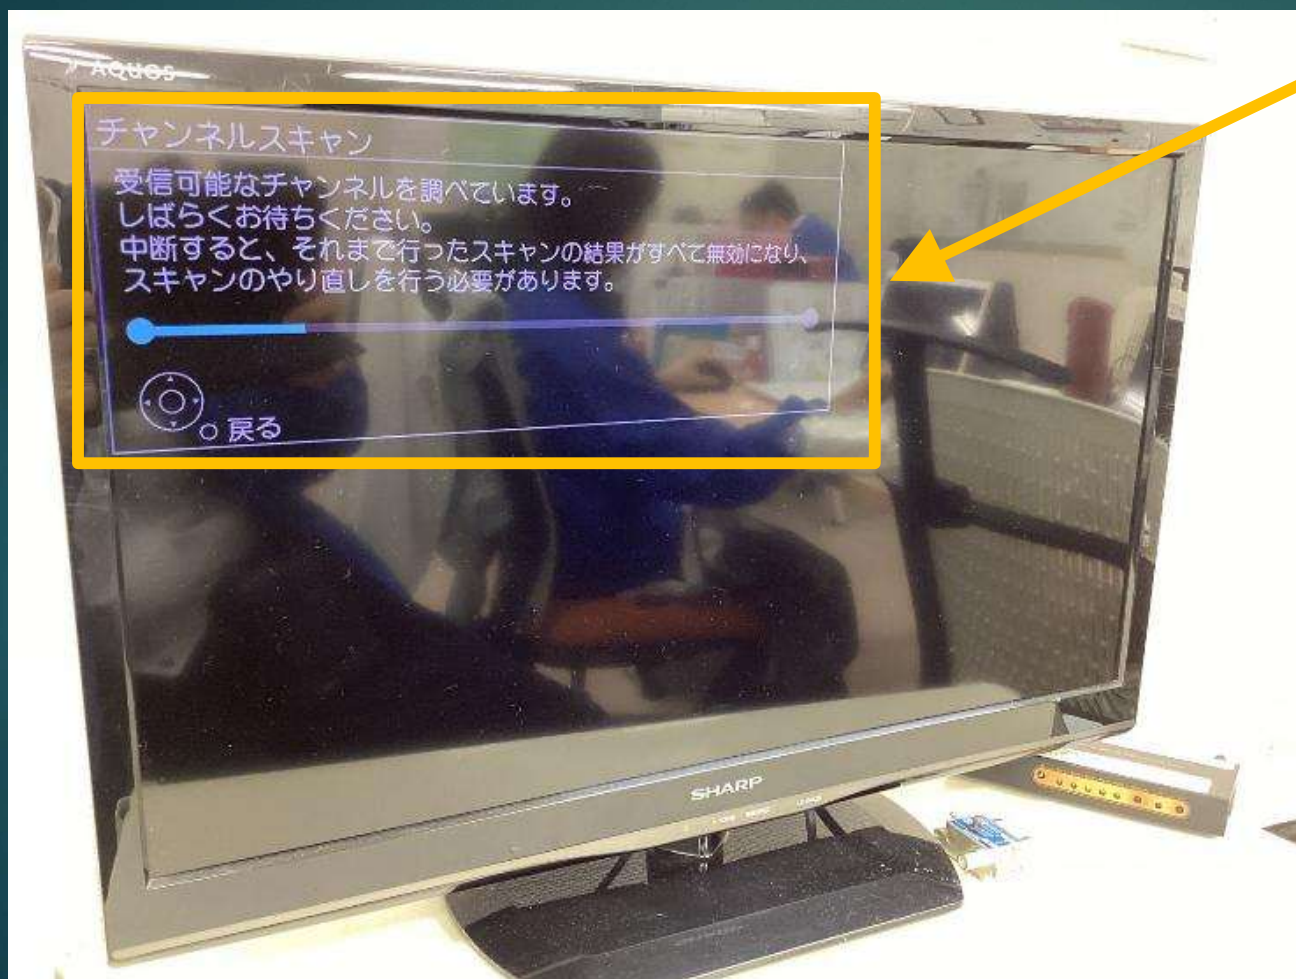 AQUOS
チャンネルスキャン
受信可能なチャンネルを調べています。
しばらくお待ちください。
中断すると、それまで行ったスキャンの結果がすべて無効になり、
スキャンのやり直しを行う必要があります。
戻る
SHARP